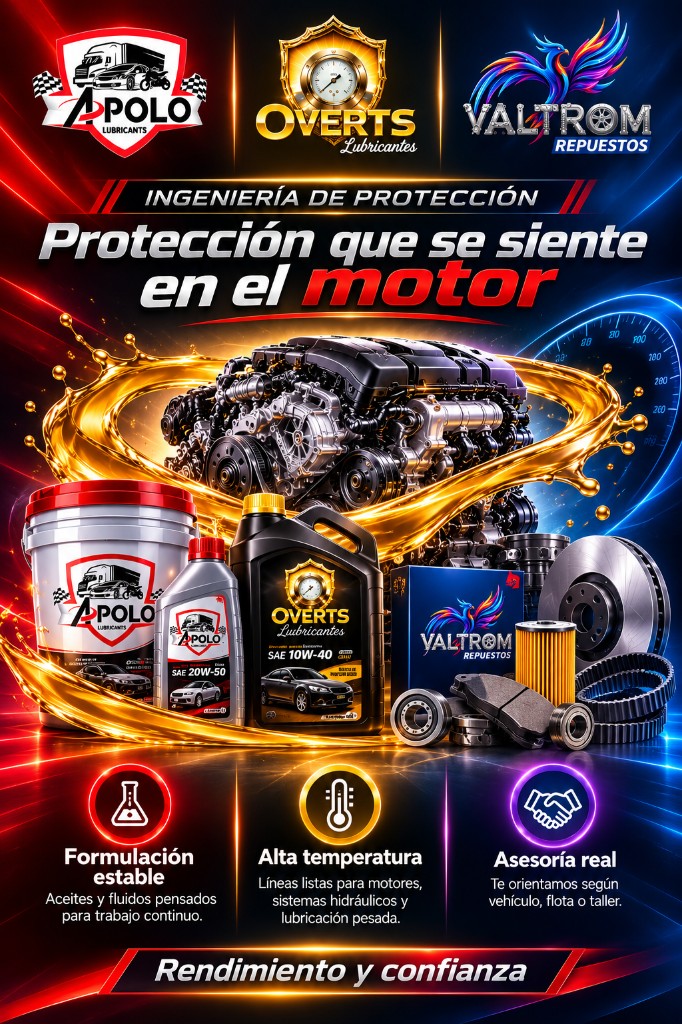 APOLO
LUBRICANTS
OVERTS
Lubricantes
VALTROM
REPUESTOS
INGENIERÍA DE PROTECCIÓN
Protección que se siente
en el motor
80
APOLO
LUBRICANTS
APOLO
LUBRICANTS
SAE 20W-50
OVERTS
Lubricantes
SAE 10W-40
VALTROM
REPUESTOS
Formulación
estable
Aceites y fluidos pensados
para trabajo continuo.
Alta temperatura
Líneas listas para motores,
sistemas hidráulicos y
lubricación pesada.
Asesoría real
Te orientamos según
vehículo, flota o taller.
Rendimiento y confianza